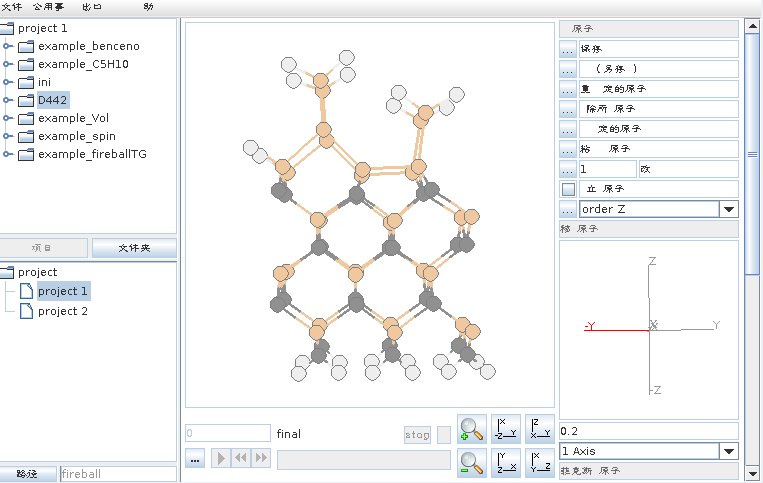 文件 公用事 出口 助
project 1
example_benceno
example_C5H10
ini
D442
example_Vol
example_spin
example_fireballTG
项目 文件夹
project
project 1
project 2
路径 fireball
0 final stop
...
Z
-Y Y
X
-Z
原子
... 保存
... (另存 )
... 重 定的原子
... 除所 原子
... 定的原子
... 原子
... 1 改
立 原子
... order Z
原子
0.2
1 Axis
菲克斯 原子
X -Z Y
Z X Y
Y Z X
X Y Z